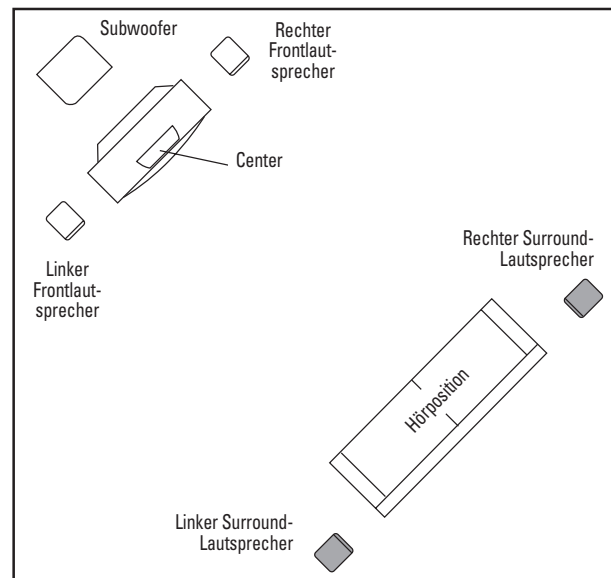 Subwoofer
Rechter
Frontlaut-
sprecher
Center
Linker
Frontlaut-
sprecher
Rechter Surround-
Lautsprecher
Hörposition
Linker Surround-
Lautsprecher